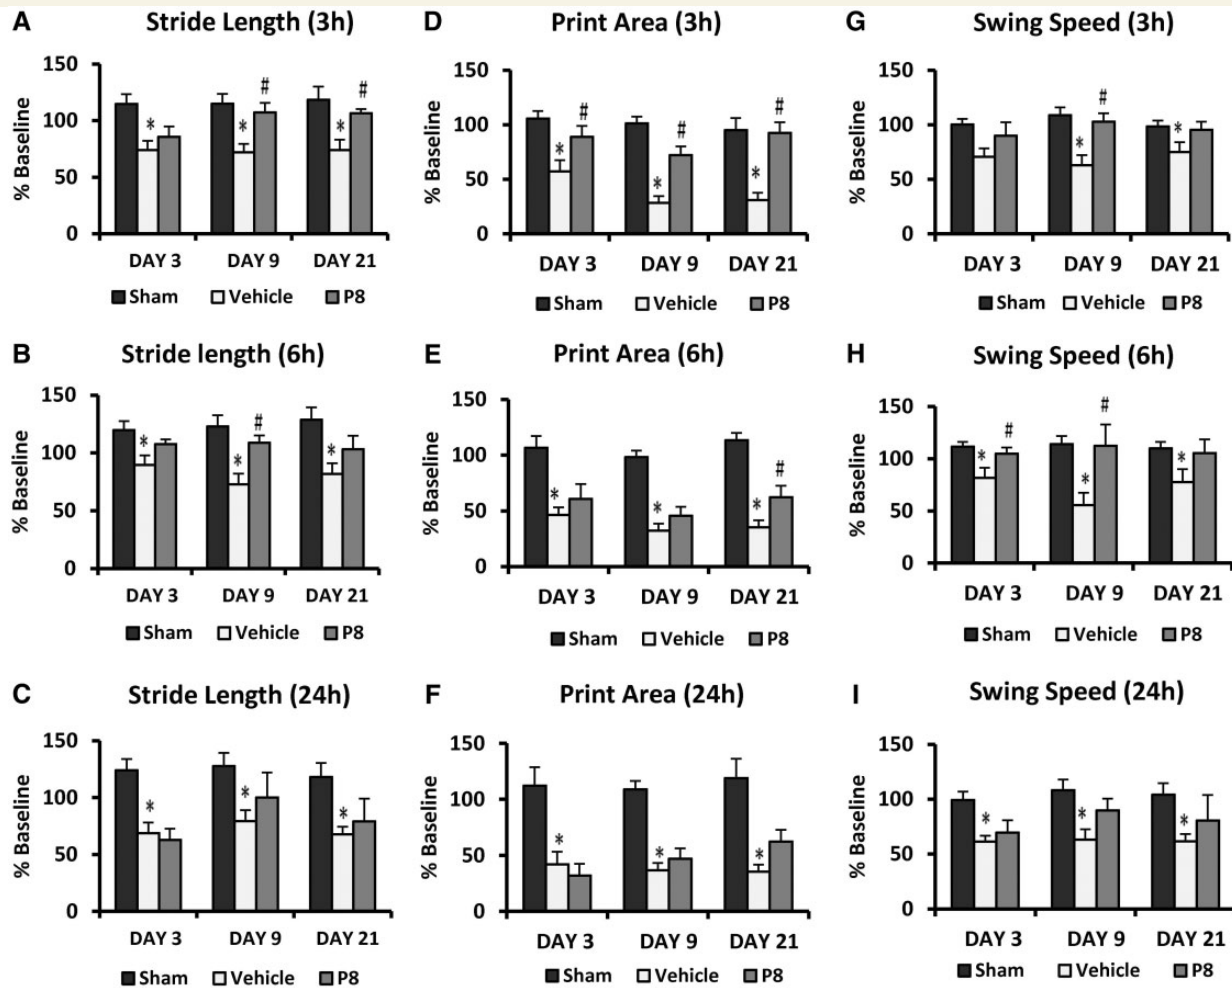 A Stride Length (3h)
% Baseline
150
100
50
0
* * # * #
DAY 3 DAY 9 DAY 21
Sham Vehicle P8
D Print Area (3h)
% Baseline
150
100
50
0
* # * # * #
DAY 3 DAY 9 DAY 21
Sham Vehicle P8
G Swing Speed (3h)
% Baseline
150
100
50
0
* # *
DAY 3 DAY 9 DAY 21
Sham Vehicle P8
B Stride length (6h)
% Baseline
150
100
50
0
* * # *
DAY 3 DAY 9 DAY 21
Sham Vehicle P8
E Print Area (6h)
% Baseline
150
100
50
0
* * * #
DAY 3 DAY 9 DAY 21
Sham Vehicle P8
H Swing Speed (6h)
% Baseline
150
100
50
0
* # * # *
DAY 3 DAY 9 DAY 21
Sham Vehicle P8
C Stride Length (24h)
% Baseline
150
100
50
0
* * *
DAY 3 DAY 9 DAY 21
Sham Vehicle P8
F Print Area (24h)
% Baseline
150
100
50
0
* * *
DAY 3 DAY 9 DAY 21
Sham Vehicle P8
I Swing Speed (24h)
% Baseline
150
100
50
0
* * *
DAY 3 DAY 9 DAY 21
Sham Vehicle P8